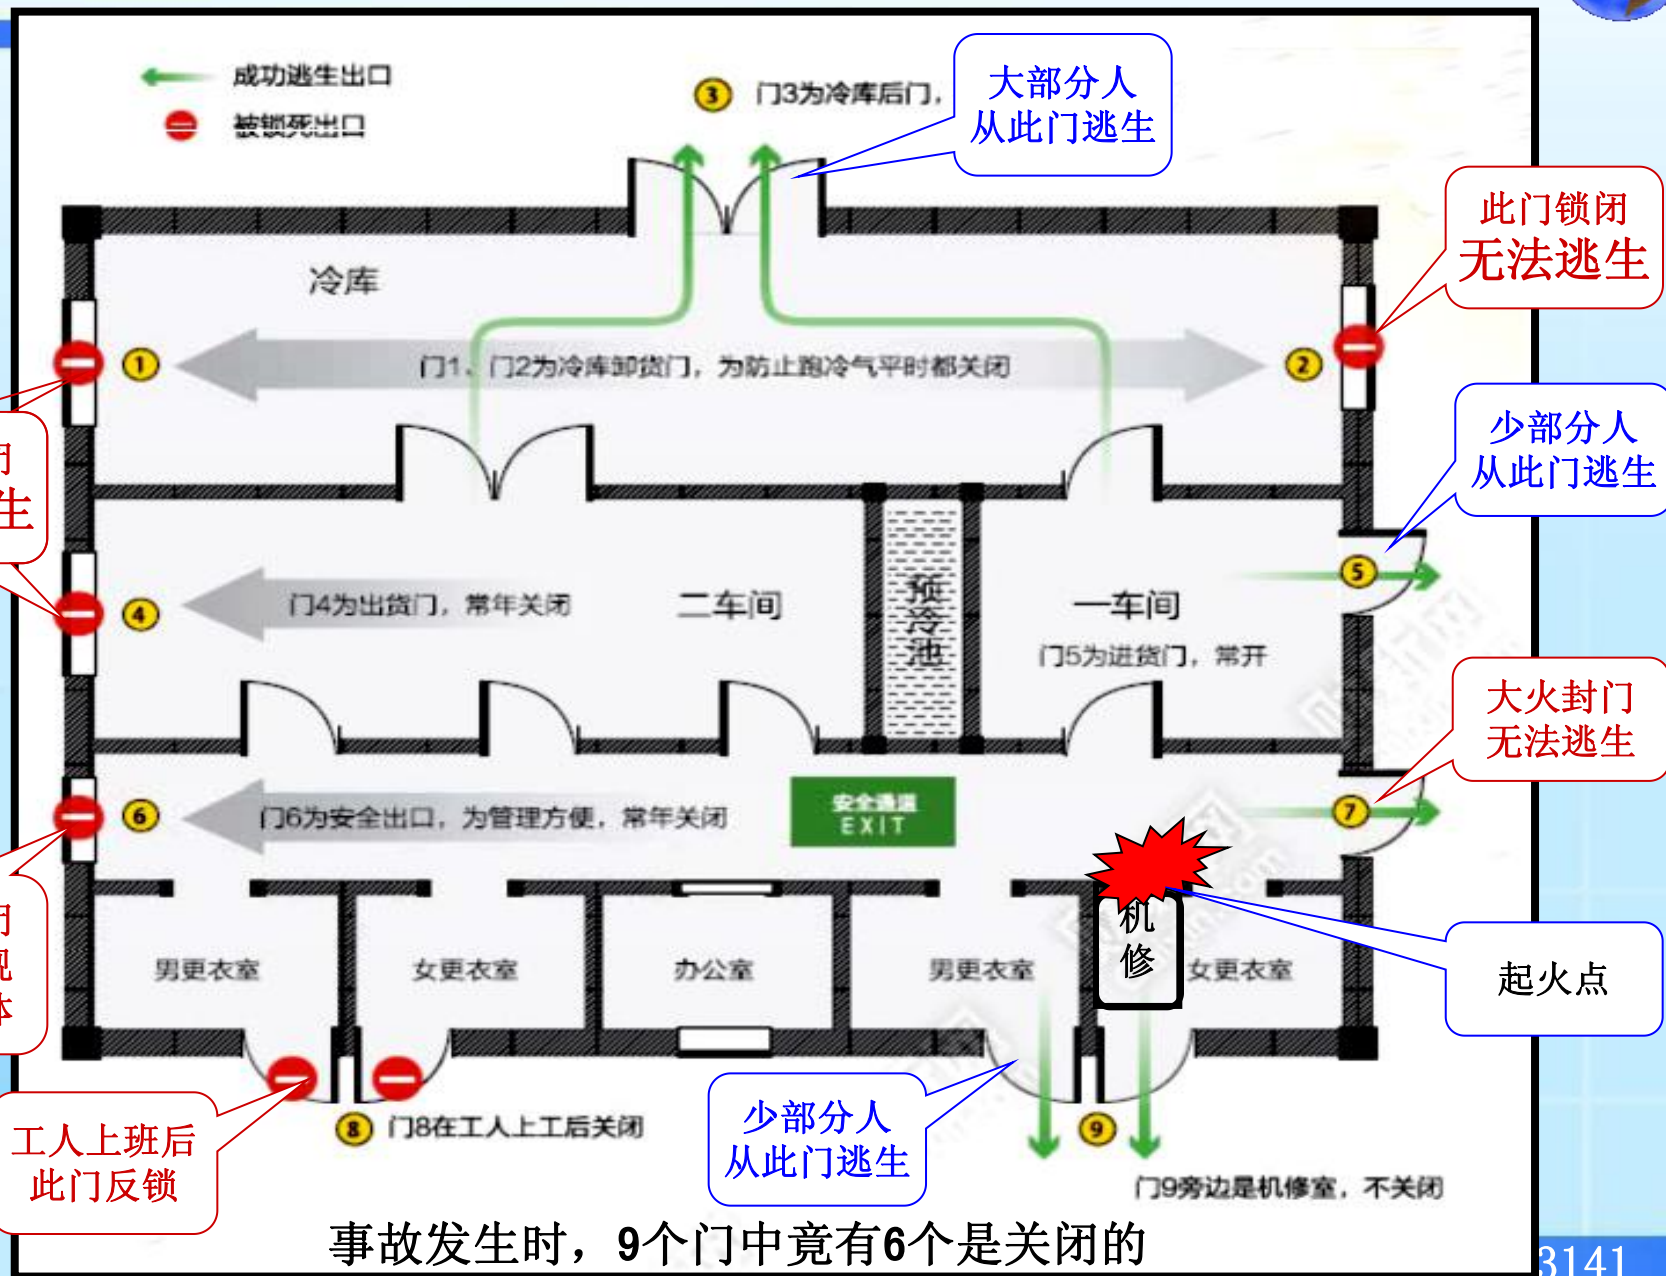 成功逃生出口
被锁死出口
③ 门3为冷库后门，
大部分人
从此门逃生
此门锁闭
无法逃生
冷库
①
门1、门2为冷库卸货门，为防止跑冷气平时都关闭
②
少部分人
从此门逃生
闭
生
④
门4为出货门，常年关闭
二车间
预冷池
一车间
⑤
门5为进货门，常开
大火封门
无法逃生
⑥
门6为安全出口，为管理方便，常年关闭
安全通道
EXIT
⑦
机修
男更衣室
女更衣室
办公室
男更衣室
女更衣室
起火点
工人上班后
此门反锁
⑧ 门8在工人上工后关闭
少部分人
从此门逃生
⑨
门9旁边是机修室，不关闭
事故发生时，9个门中竟有6个是关闭的
3141